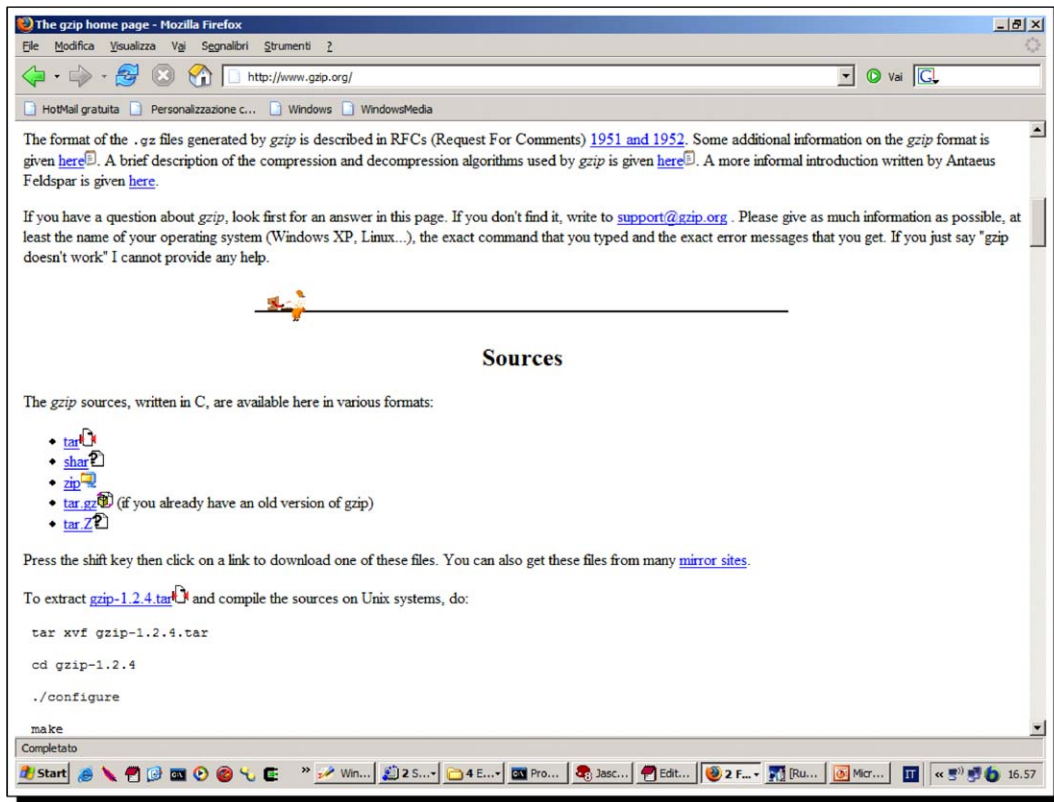 The gzip home page - Mozilla Firefox
File Modifica Visualizza Vai Segnalibri Strumenti ?
http://www.gzip.org/ Vai G
HotMail gratuita Personalizzazione c... Windows WindowsMedia
The format of the .gz files generated by gzip is described in RFCs (Request For Comments) 1951 and 1952. Some additional information on the gzip format is
given here. A brief description of the compression and decompression algorithms used by gzip is given here. A more informal introduction written by Antaeus
Feldspar is given here.
If you have a question about gzip, look first for an answer in this page. If you don't find it, write to support@gzip.org . Please give as much information as possible, at
least the name of your operating system (Windows XP, Linux...), the exact command that you typed and the exact error messages that you get. If you just say "gzip
doesn't work" I cannot provide any help.
Sources
The gzip sources, written in C, are available here in various formats:
tar
shar
zip
tar.gz (if you already have an old version of gzip)
tar.Z
Press the shift key then click on a link to download one of these files. You can also get these files from many mirror sites.
To extract gzip-1.2.4.tar and compile the sources on Unix systems, do:
tar xvf gzip-1.2.4.tar
cd gzip-1.2.4
./configure
make
Completato
Start » Win... 2 S... 4 E... Pro... Jasc... Edit... 2 F... [Ru... Micr... IT « 16.57